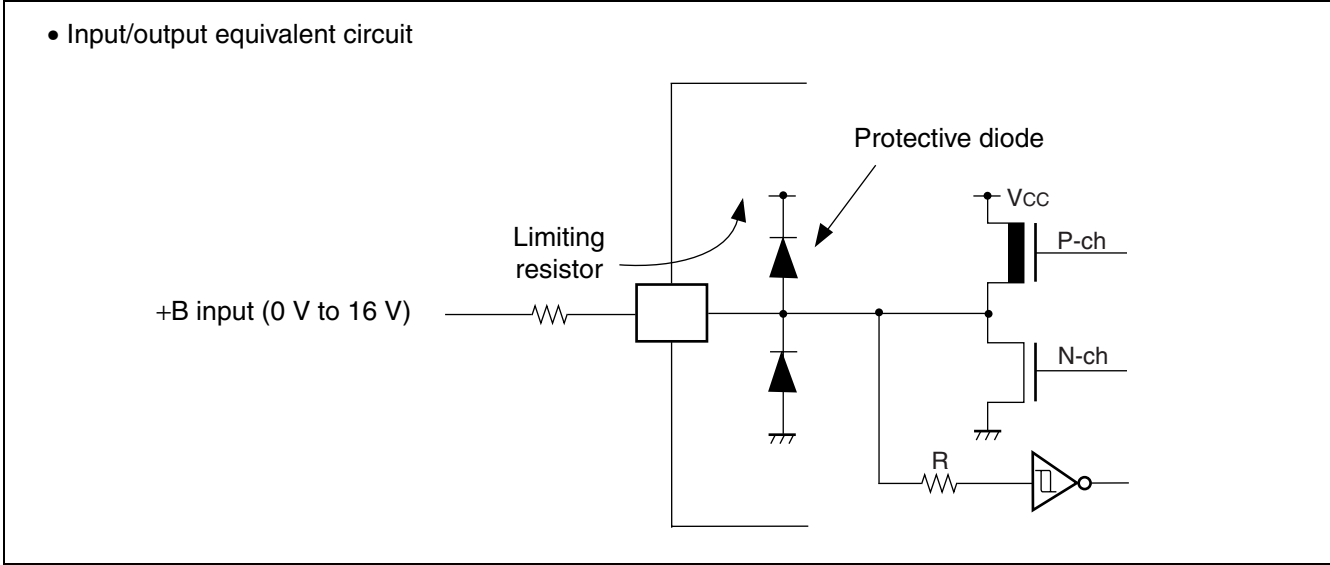 • Input/output equivalent circuit
Protective diode
VCC
Limiting
resistor
P-ch
+B input (0 V to 16 V)
N-ch
R